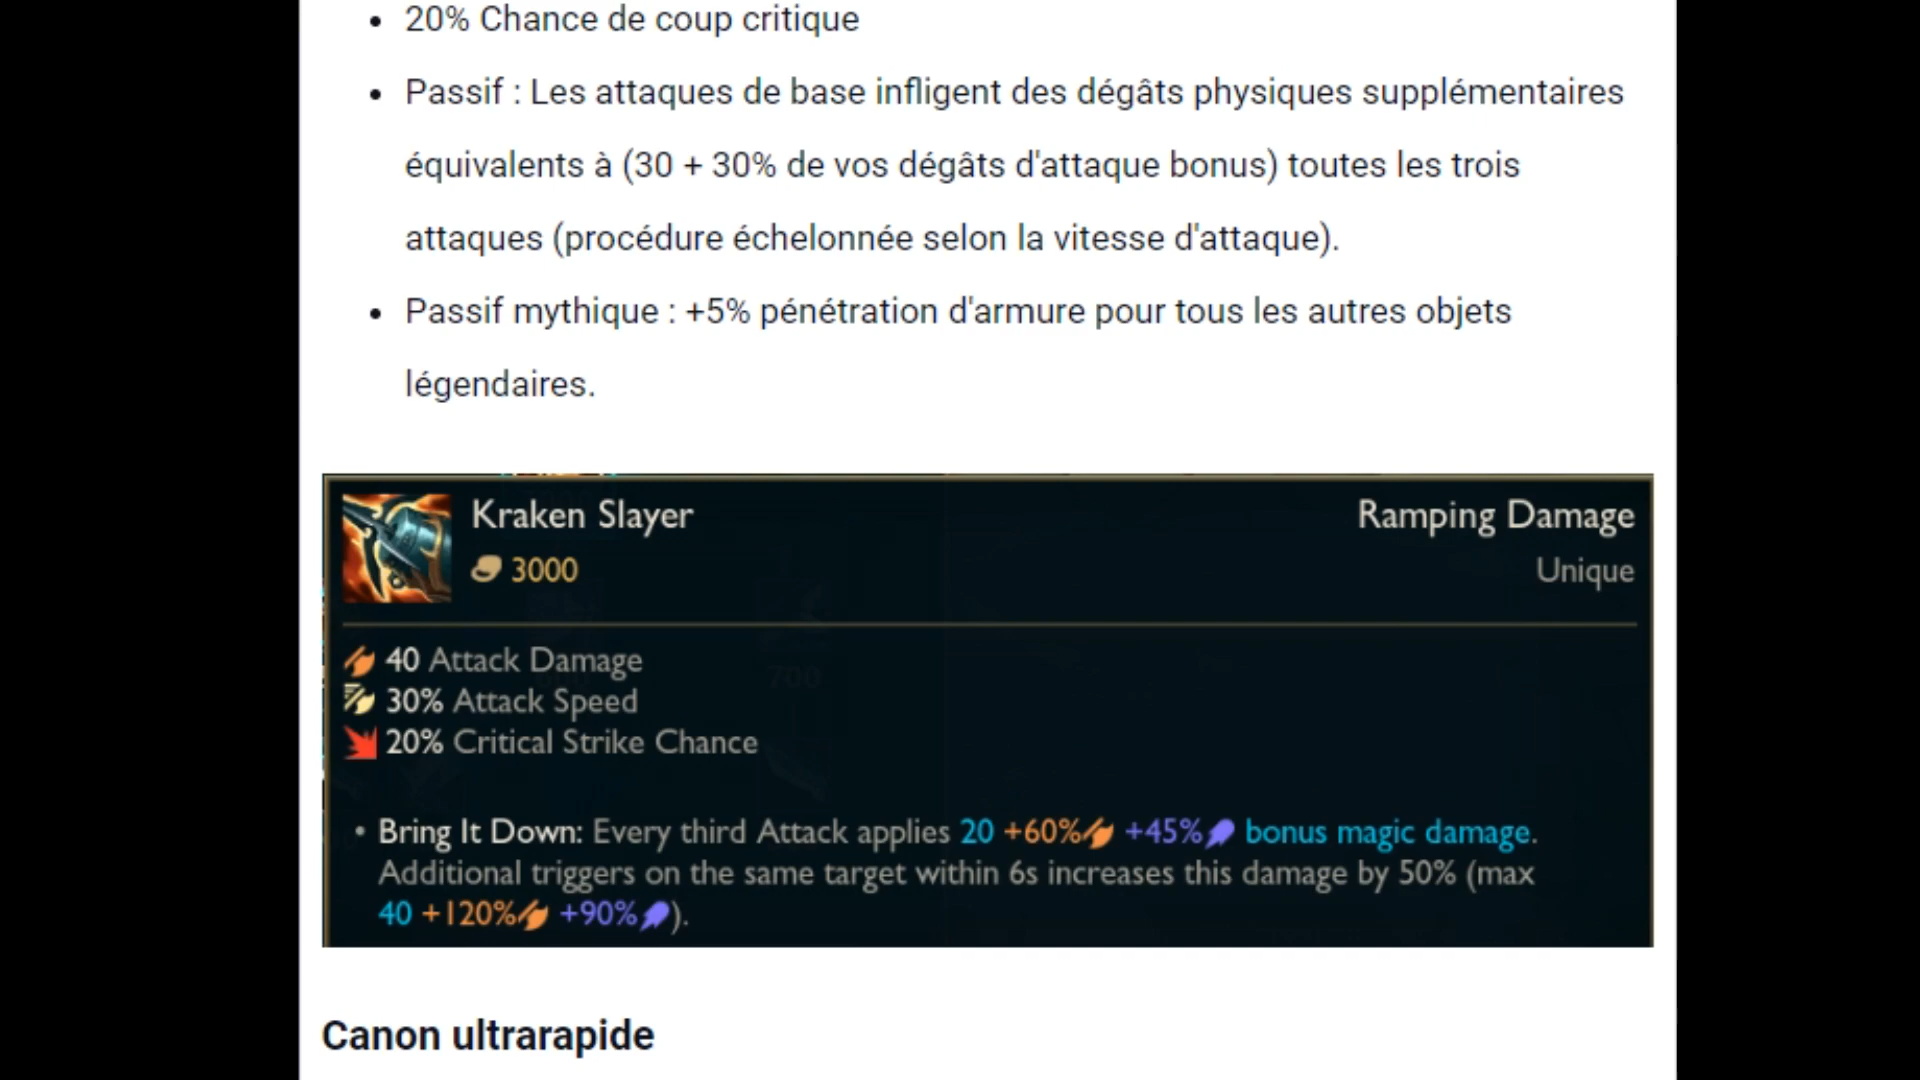 20% Chance de coup critique
Passif : Les attaques de base infligent des dégâts physiques supplémentaires
équivalents à (30 + 30% de vos dégâts d'attaque bonus) toutes les trois
attaques (procédure échelonnée selon la vitesse d'attaque).
Passif mythique : +5% pénétration d'armure pour tous les autres objets
légendaires.
Kraken Slayer
Ramping Damage
3000
Unique
40 Attack Damage
700
30% Attack Speed
20% Critical Strike Chance
• Bring It Down: Every third Attack applies 20 +60% +45% bonus magic damage.
Additional triggers on the same target within 6s increases this damage by 50% (max
40 +120% +90%).
Canon ultrarapide